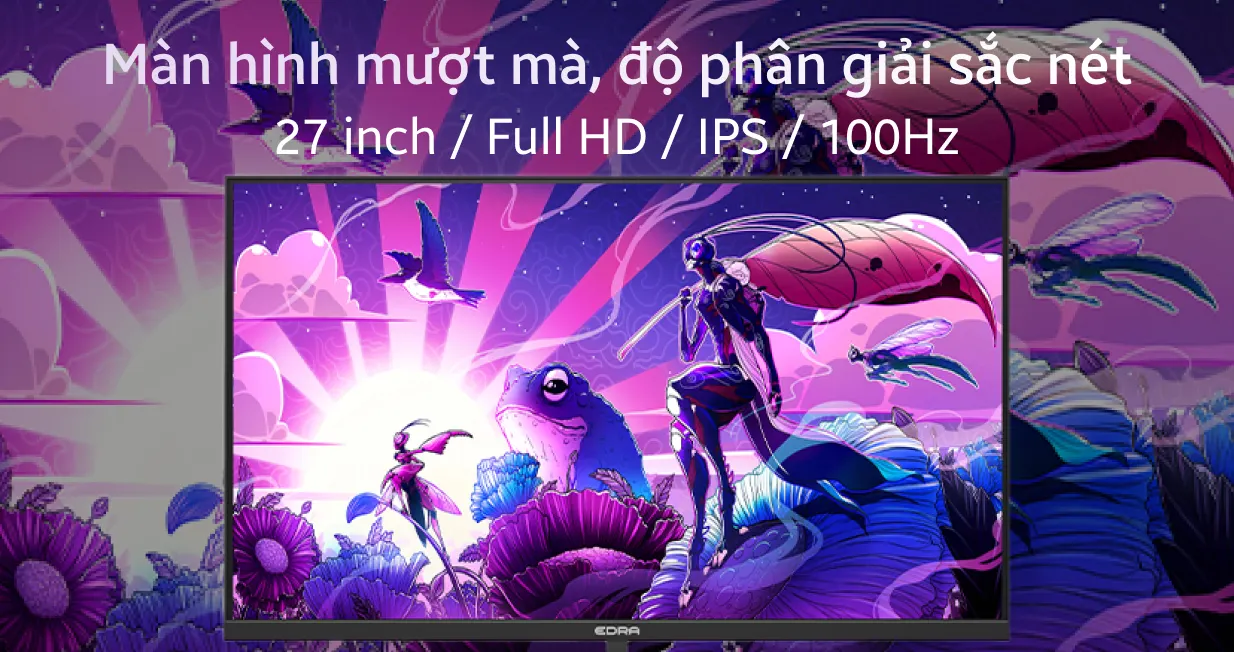 Màn hình mượt mà, độ phân giải sắc nét
27 inch / Full HD / IPS / 100Hz
EDRA